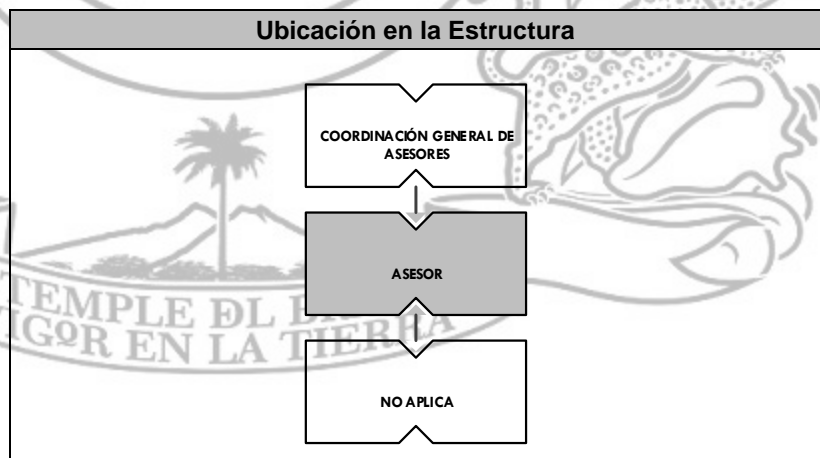 Ubicación en la Estructura
COORDINACIÓN GENERAL DE
ASESORES
ASESOR
TEMPLE DL
IGOR EN LA TIERRA
NO APLICA